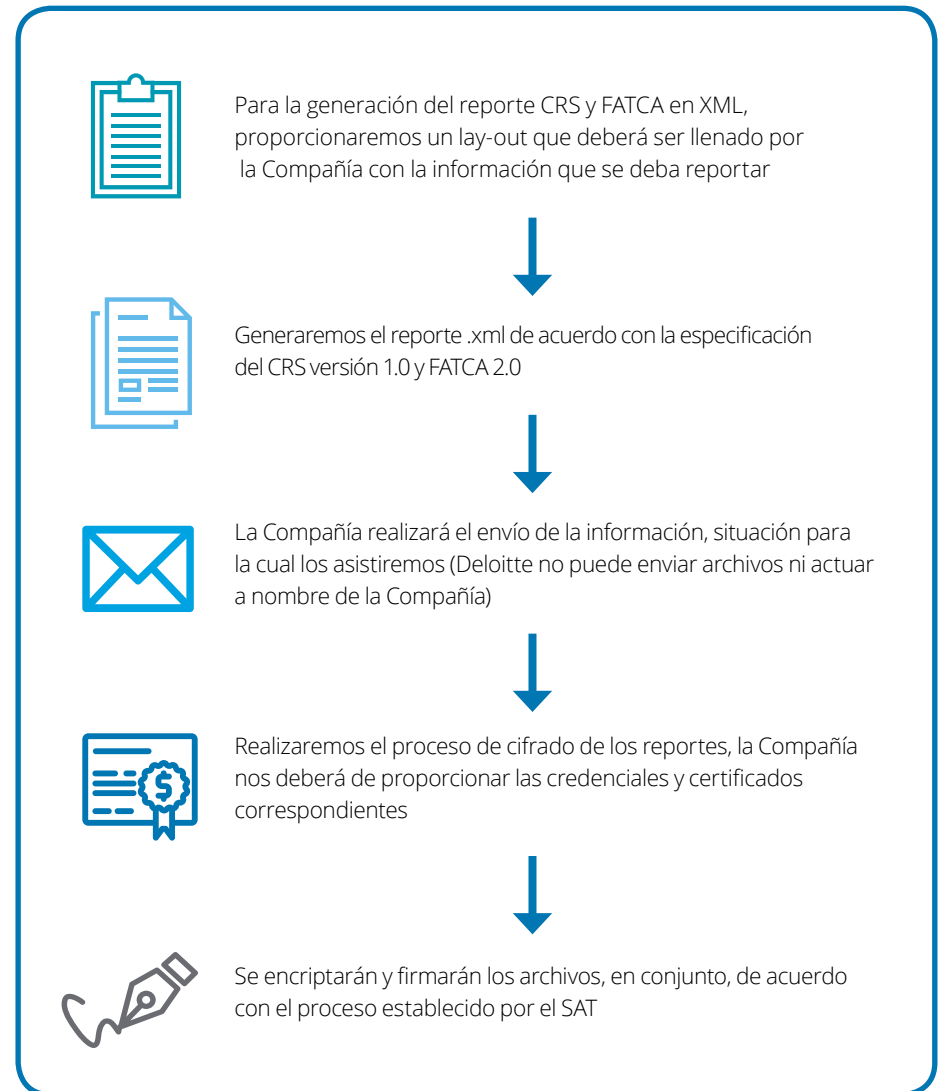 Para la generación del reporte CRS y FATCA en XML,
proporcionaremos un lay-out que deberá ser llenado por
la Compañía con la información que se deba reportar
Generaremos el reporte .xml de acuerdo con la especificación
del CRS versión 1.0 y FATCA 2.0
La Compañía realizará el envío de la información, situación para
la cual los asistiremos (Deloitte no puede enviar archivos ni actuar
a nombre de la Compañía)
Realizaremos el proceso de cifrado de los reportes, la Compañía
nos deberá de proporcionar las credenciales y certificados
correspondientes
Se encriptarán y firmarán los archivos, en conjunto, de acuerdo
con el proceso establecido por el SAT